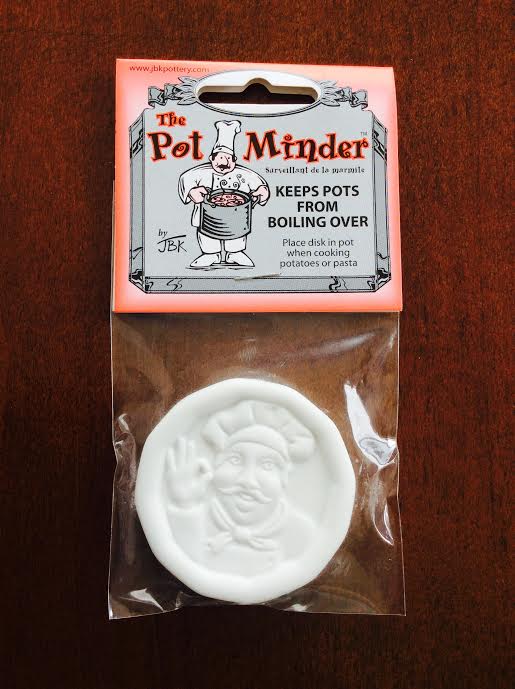 www.jbkpottery.com
The
Pot Minder™
Surveillant de la marmite
KEEPS POTS
FROM
BOILING OVER
by
JBK
Place disk in pot
when cooking
potatoes or pasta